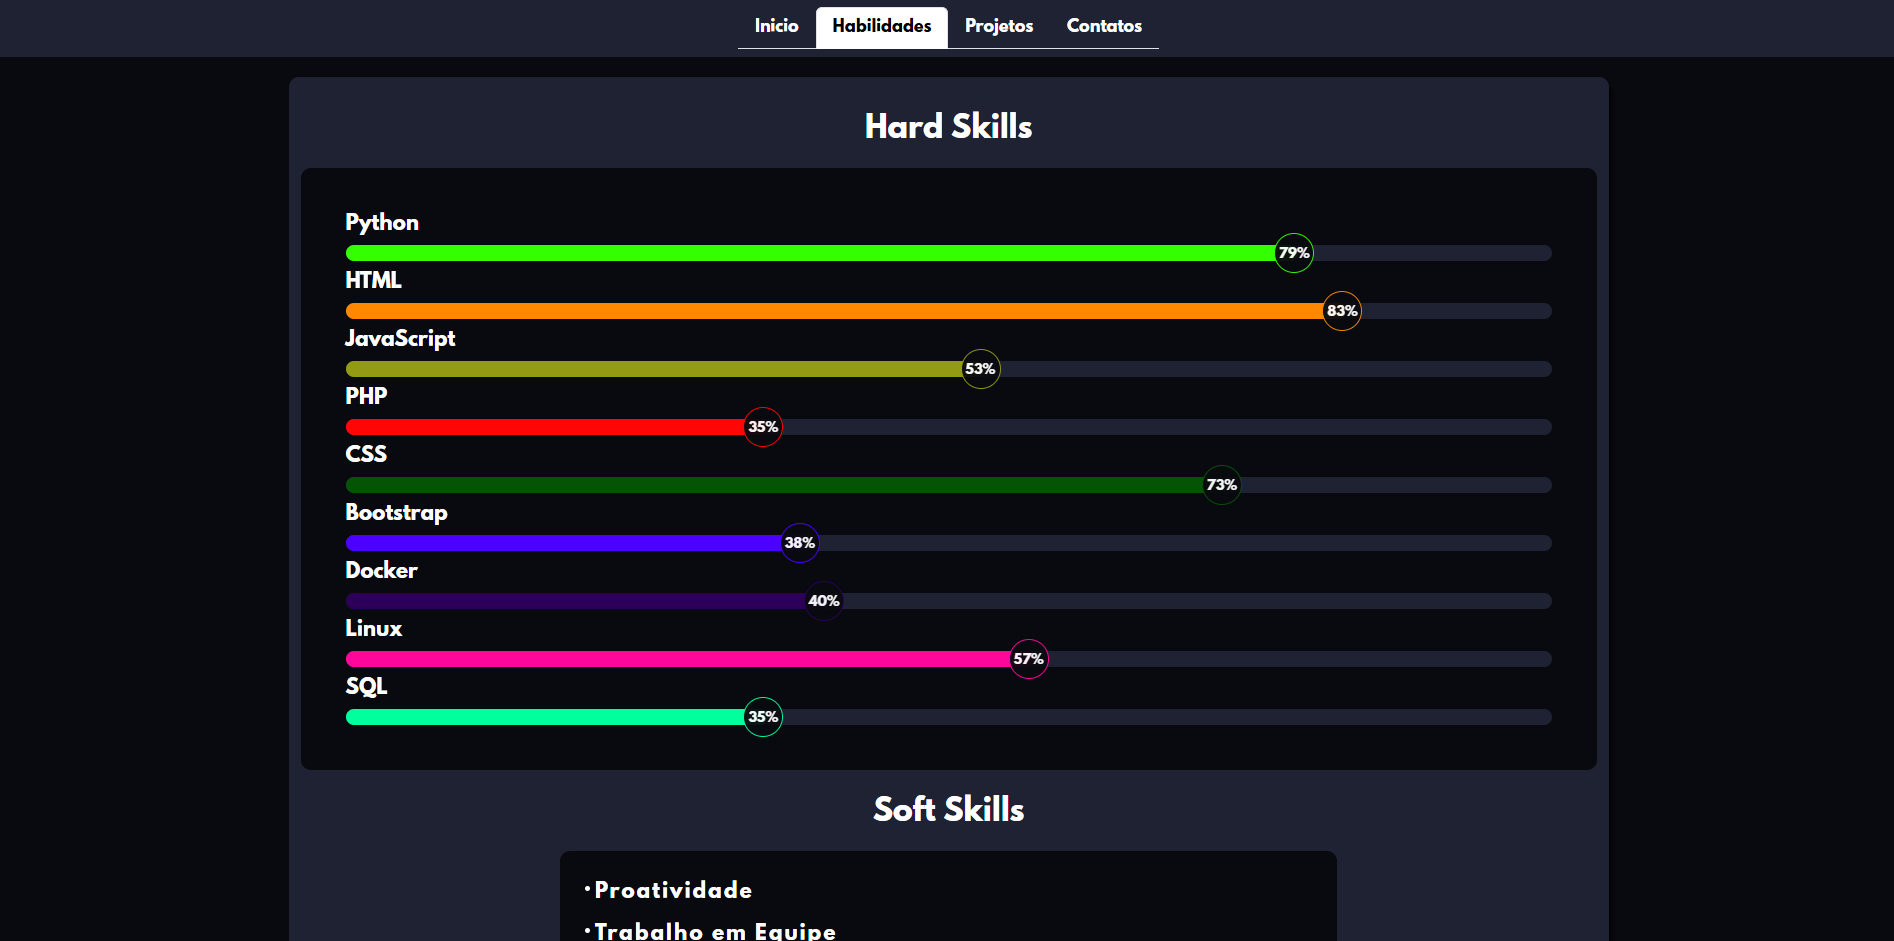 Inicio Habilidades Projetos Contatos
Hard Skills
Python
79%
HTML
83%
JavaScript
53%
PHP
35%
CSS
73%
Bootstrap
38%
Docker
40%
Linux
57%
SQL
35%
Soft Skills
•Proatividade
•Trabalho em Equipe